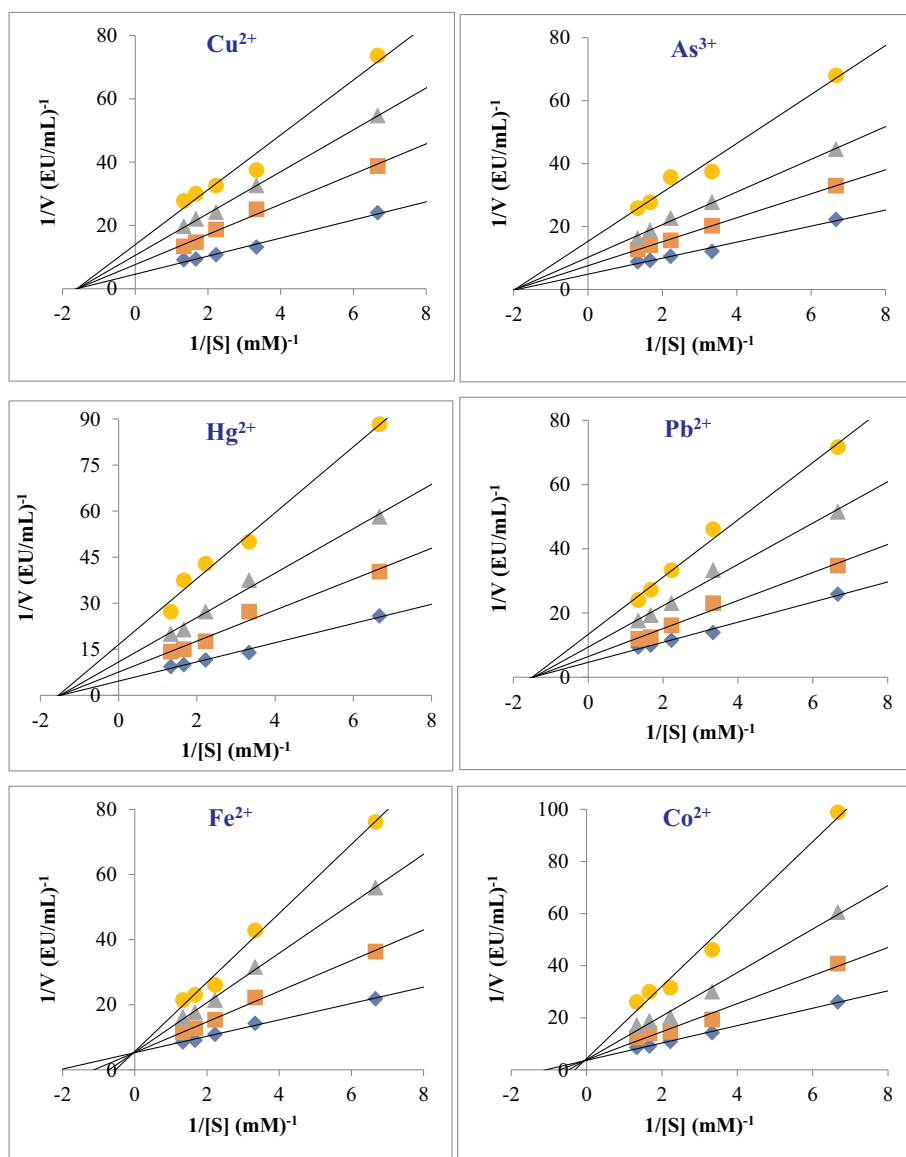 Cu²⁺
1/V (EU/mL)⁻¹
80
60
40
20
0
-2 0 2 4 6 8
1/[S] (mM)⁻¹
As³⁺
1/V (EU/mL)⁻¹
80
60
40
20
0
-2 0 2 4 6 8
1/[S] (mM)⁻¹
Hg²⁺
1/V (EU/mL)⁻¹
90
75
60
45
30
15
0
-2 0 2 4 6 8
1/[S] (mM)⁻¹
Pb²⁺
1/V (EU/mL)⁻¹
80
60
40
20
0
-2 0 2 4 6 8
1/[S] (mM)⁻¹
Fe²⁺
1/V (EU/mL)⁻¹
80
60
40
20
0
-2 0 2 4 6 8
1/[S] (mM)⁻¹
Co²⁺
1/V (EU/mL)⁻¹
100
80
60
40
20
0
-2 0 2 4 6 8
1/[S] (mM)⁻¹